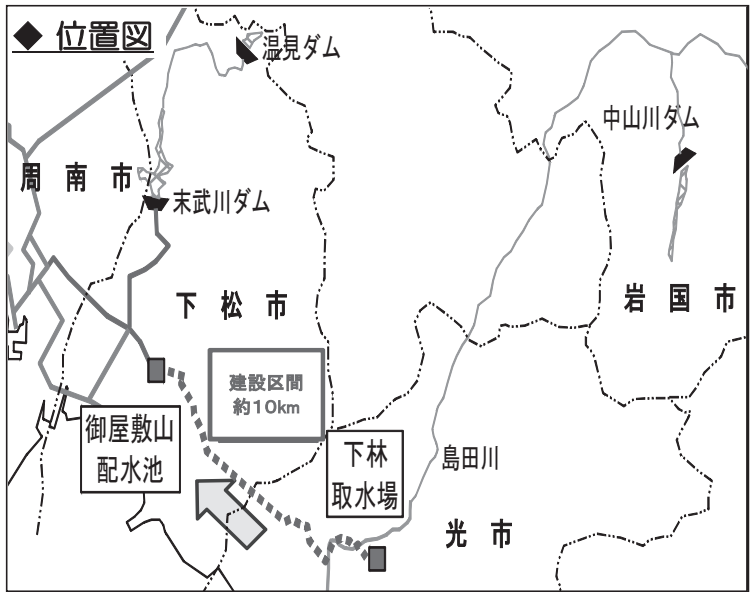 ◆ 位置図
温見ダム
中山川ダム
周南市
末武川ダム
下松市
岩国市
建設区間
約10km
御屋敷山
配水池
下林
取水場
島田川
光市